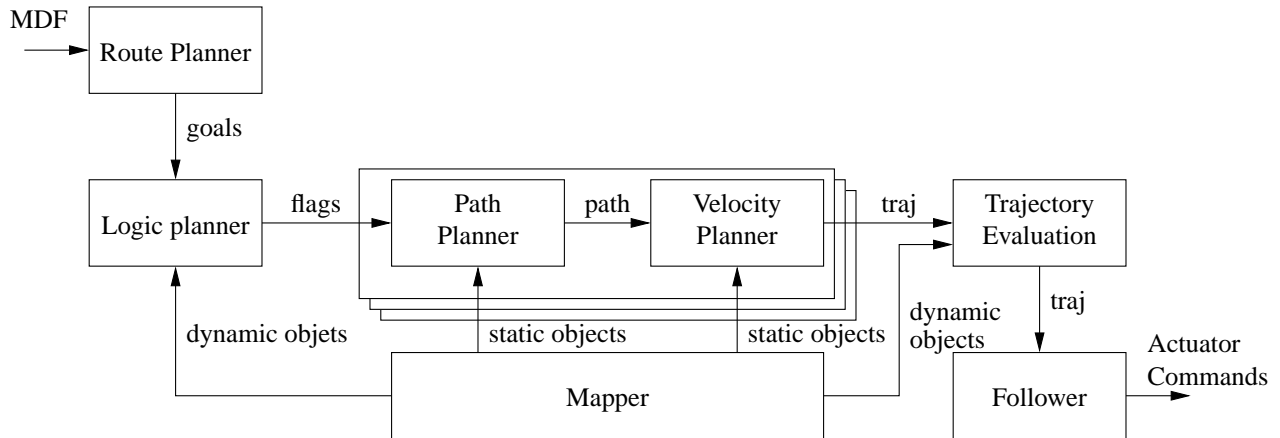 MDF
Route Planner
goals
Logic planner
flags
Path
Planner
path
Velocity
Planner
traj
Trajectory
Evaluation
dynamic objets
static objects
static objects
dynamic
objects
traj
Mapper
Follower
Actuator
Commands